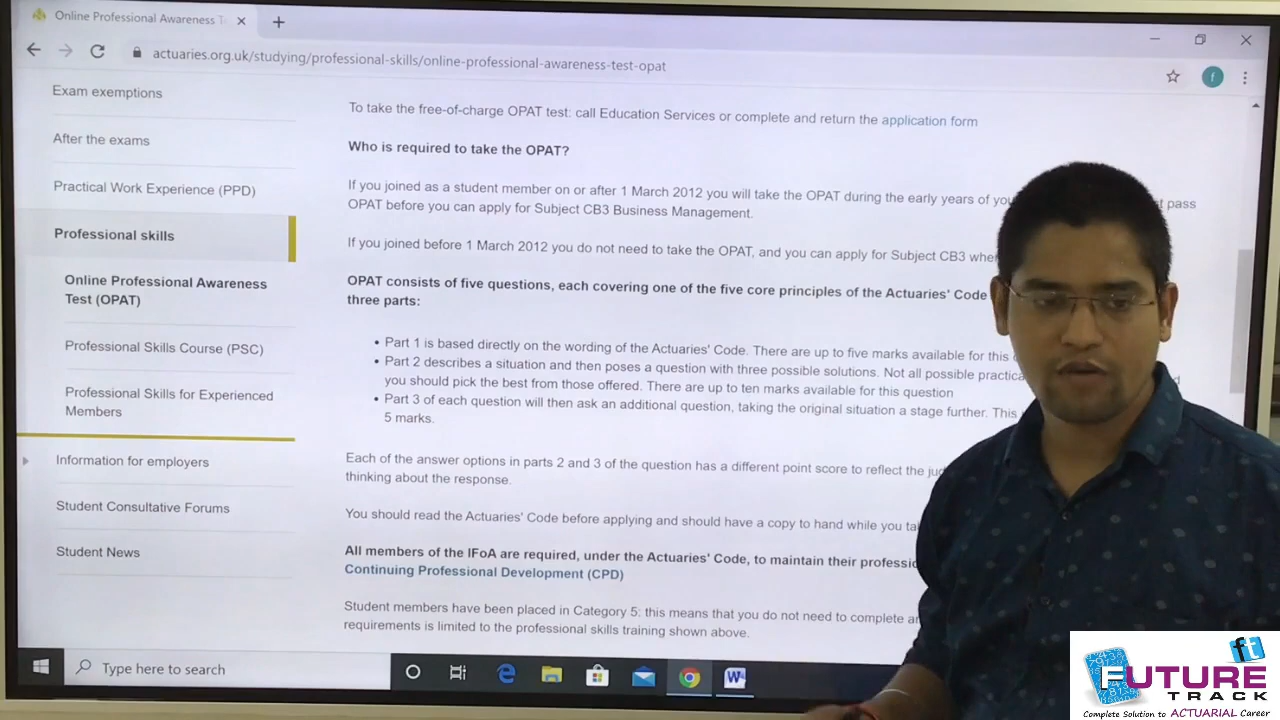 Online Professional Awareness T
actuaries.org.uk/studying/professional-skills/online-professional-awareness-test-opat
f
Exam exemptions
After the exams
Practical Work Experience (PPD)
Professional skills
Online Professional Awareness
Test (OPAT)
Professional Skills Course (PSC)
Professional Skills for Experienced
Members
Information for employers
Student Consultative Forums
Student News
To take the free-of-charge OPAT test: call Education Services or complete and return the application form
Who is required to take the OPAT?
If you joined as a student member on or after 1 March 2012 you will take the OPAT during the early years of pass
OPAT before you can apply for Subject CB3 Business Management.
If you joined before 1 March 2012 you do not need to take the OPAT, and you can apply for Subject CB3
OPAT consists of five questions, each covering one of the five core principles of the Actuaries' Code
three parts:
• Part 1 is based directly on the wording of the Actuaries' Code. There are up to five marks available for this
• Part 2 describes a situation and then poses a question with three possible solutions. Not all possible
you should pick the best from those offered. There are up to ten marks available for this question
• Part 3 of each question will then ask an additional question, taking the original situation a stage further. This
5 marks.
Each of the answer options in parts 2 and 3 of the question has a different point score to reflect the
thinking about the response.
You should read the Actuaries' Code before applying and should have a copy to hand while you
All members of the IFoA are required, under the Actuaries' Code, to maintain their
Continuing Professional Development (CPD)
Student members have been placed in Category 5: this means that you do not need to complete
requirements is limited to the professional skills training shown above.
Type here to search
ft
FUTURE
TRACK
Complete Solution to ACTUARIAL Career